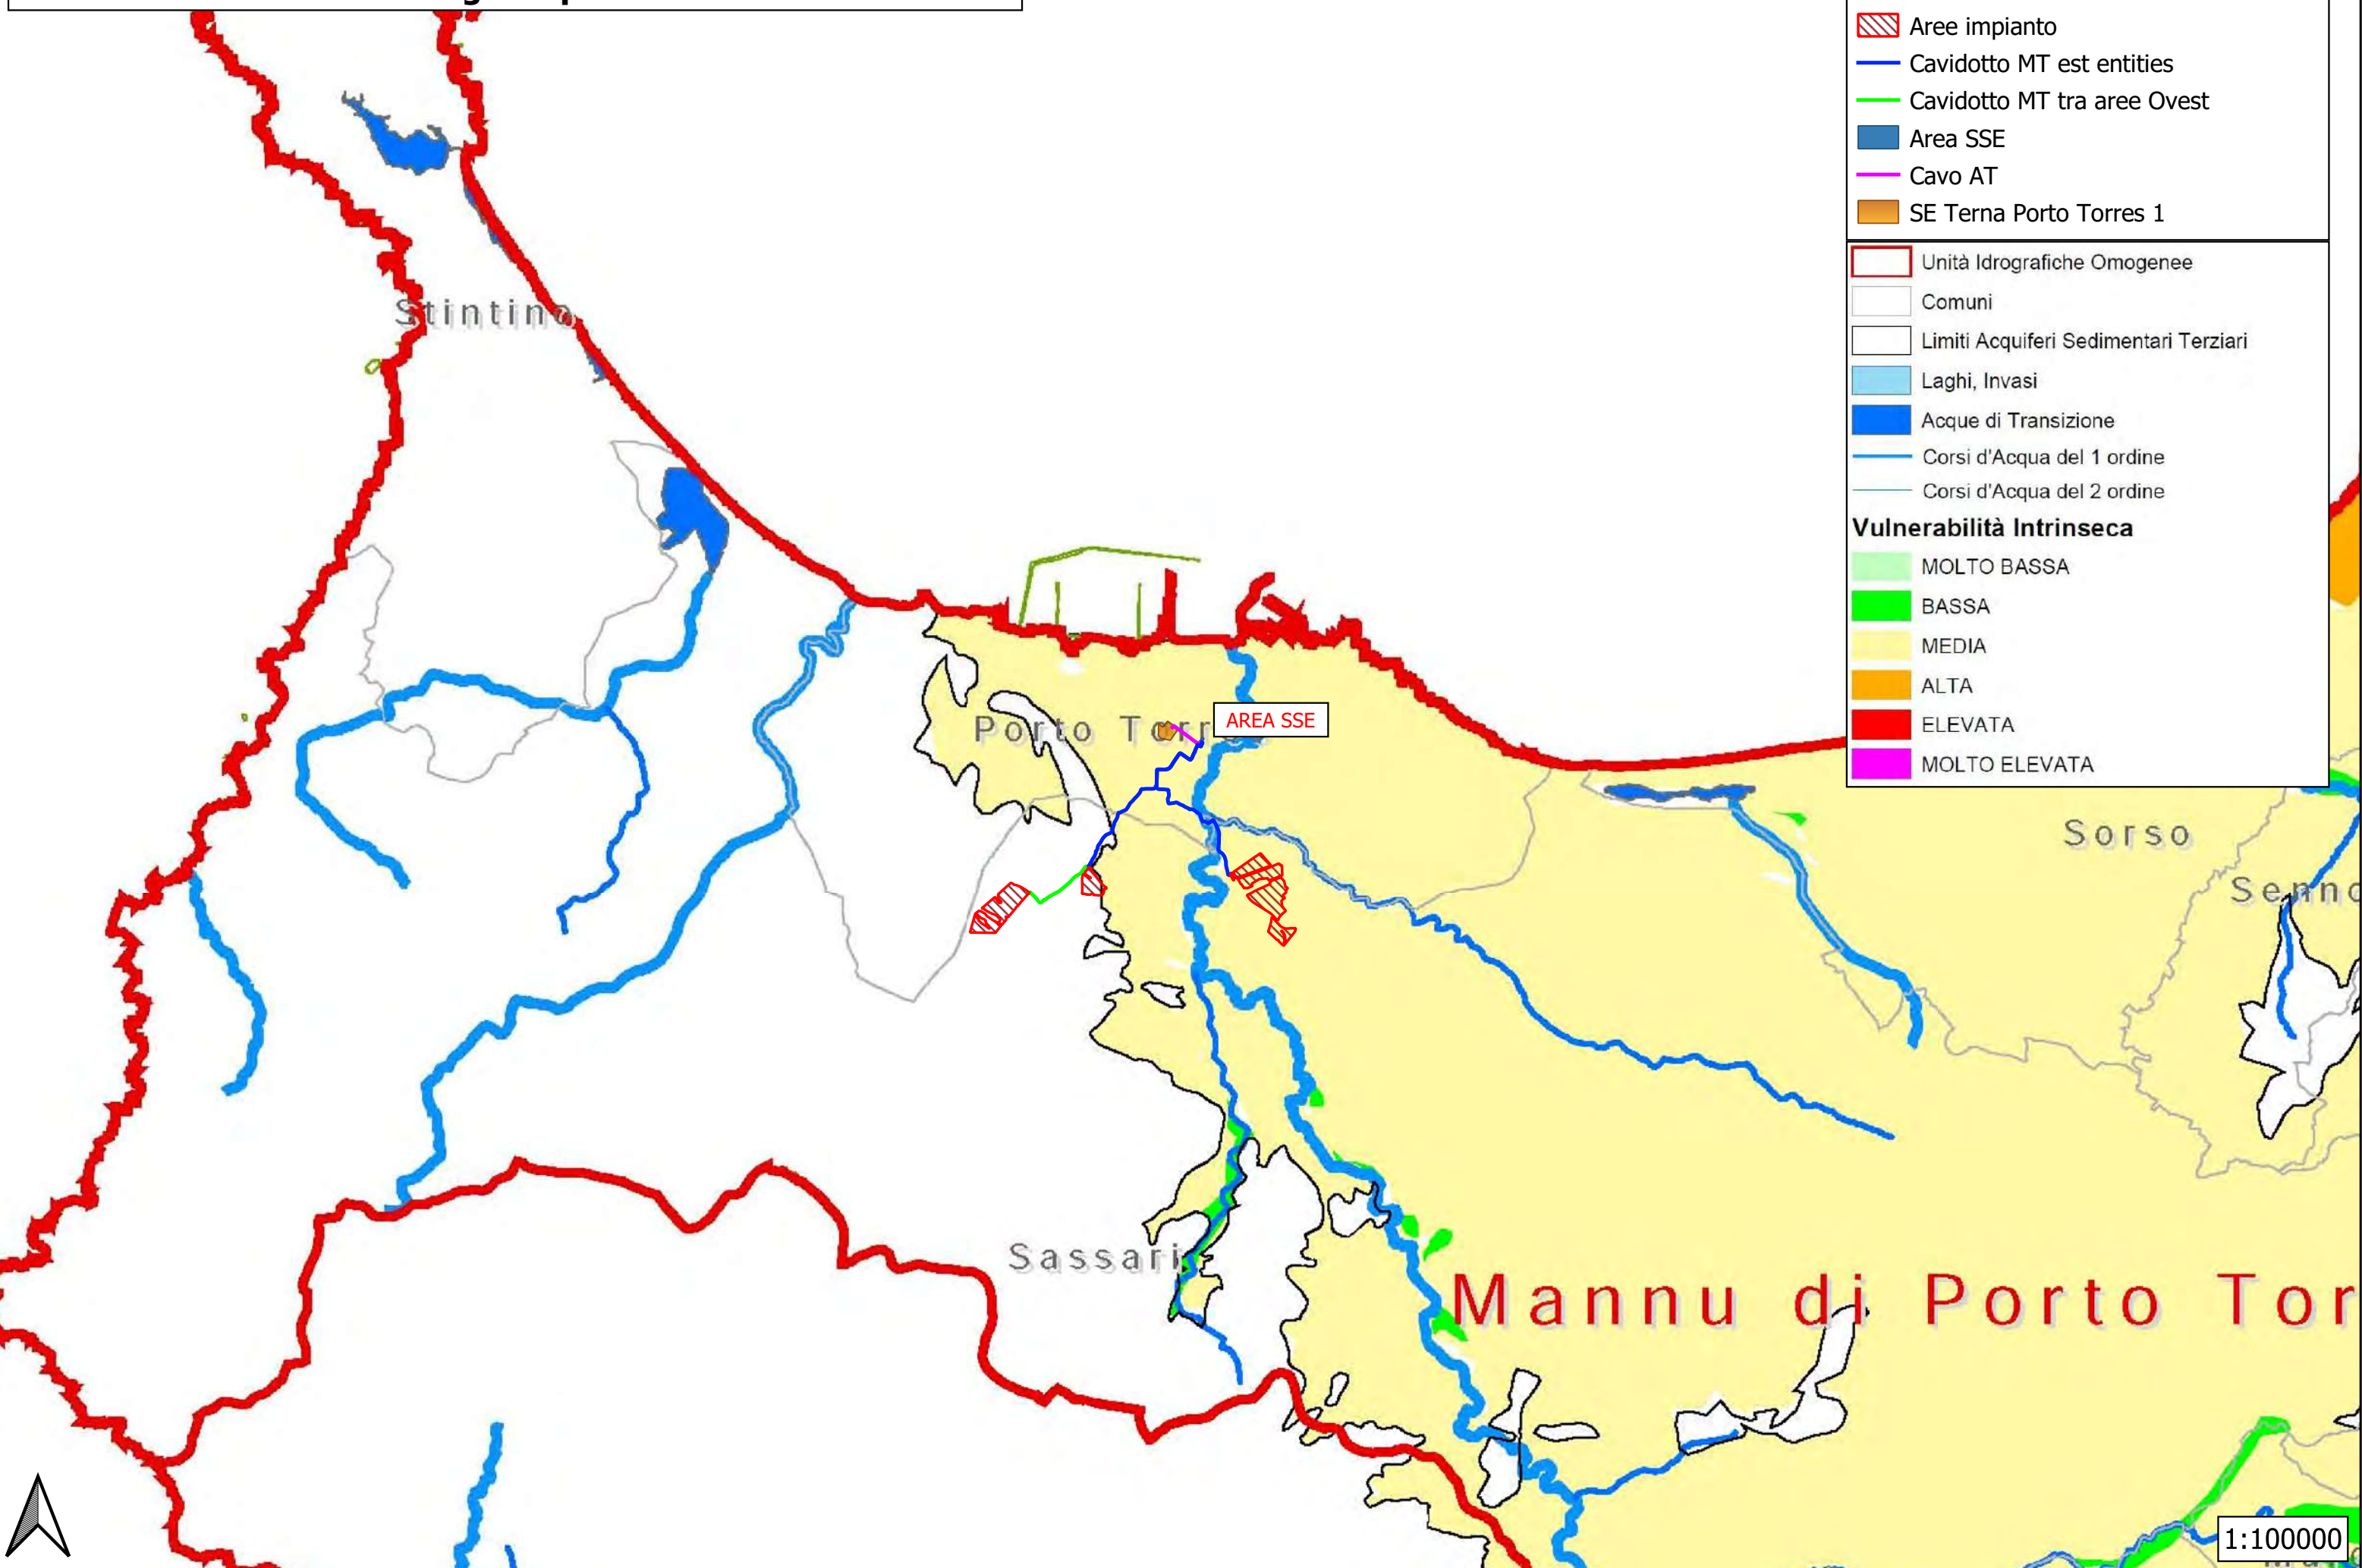 Aree impianto
Cavidotto MT est entities
Cavidotto MT tra aree Ovest
Area SSE
Cavo AT
SE Terna Porto Torres 1
Unità Idrografiche Omogenee
Comuni
Limiti Acquiferi Sedimentari Terziari
Laghi, Invasi
Acque di Transizione
Corsi d'Acqua del 1 ordine
Corsi d'Acqua del 2 ordine
Vulnerabilità Intrinseca
MOLTO BASSA
BASSA
MEDIA
ALTA
ELEVATA
MOLTO ELEVATA
Stintino
Porto Torr
AREA SSE
Sorso
Senno
Sassari
Mannu di Porto Tor
1:100000